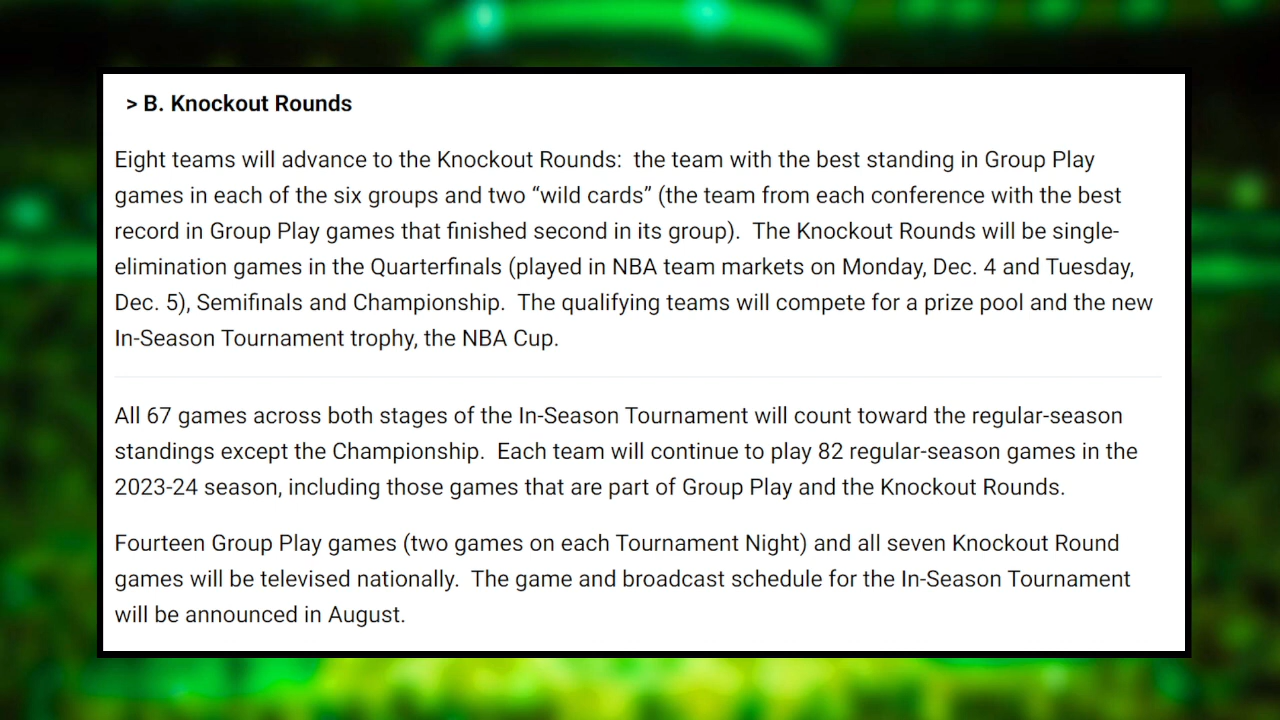 > B. Knockout Rounds
Eight teams will advance to the Knockout Rounds:  the team with the best standing in Group Play
games in each of the six groups and two “wild cards” (the team from each conference with the best
record in Group Play games that finished second in its group).  The Knockout Rounds will be single-
elimination games in the Quarterfinals (played in NBA team markets on Monday, Dec. 4 and Tuesday,
Dec. 5), Semifinals and Championship.  The qualifying teams will compete for a prize pool and the new
In-Season Tournament trophy, the NBA Cup.
All 67 games across both stages of the In-Season Tournament will count toward the regular-season
standings except the Championship.  Each team will continue to play 82 regular-season games in the
2023-24 season, including those games that are part of Group Play and the Knockout Rounds.
Fourteen Group Play games (two games on each Tournament Night) and all seven Knockout Round
games will be televised nationally.  The game and broadcast schedule for the In-Season Tournament
will be announced in August.